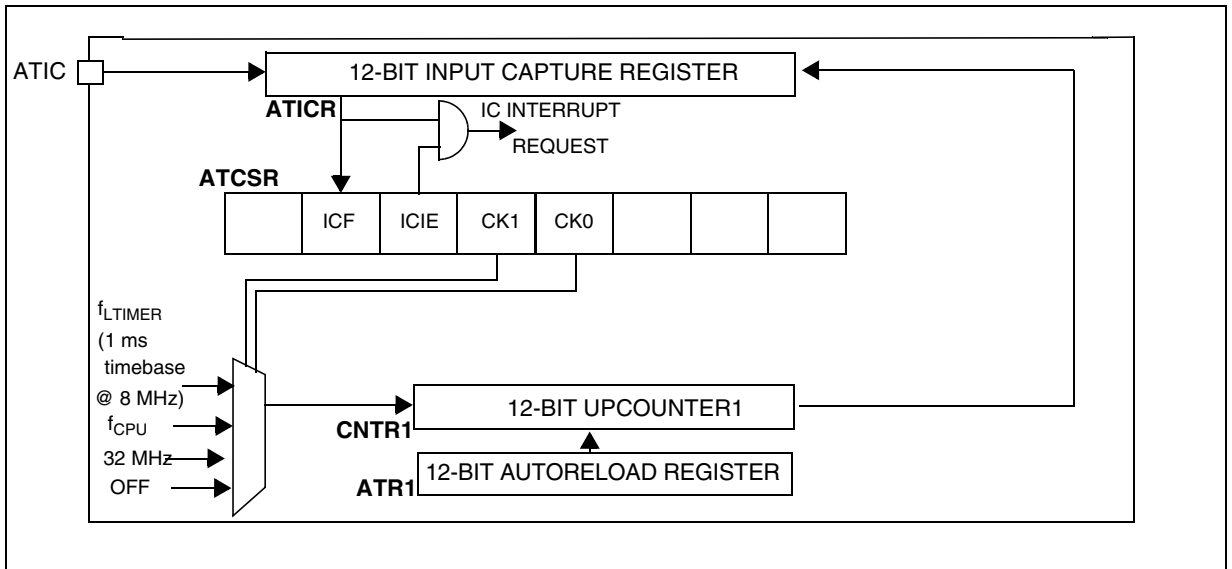 ATIC
12-BIT INPUT CAPTURE REGISTER
ATICR
IC INTERRUPT
REQUEST
ATCSR
ICF
ICIE
CK1
CK0
fLTIMER
(1 ms
timebase
@ 8 MHz)
fCPU
32 MHz
OFF
12-BIT UPCOUNTER1
CNTR1
12-BIT AUTORELOAD REGISTER
ATR1